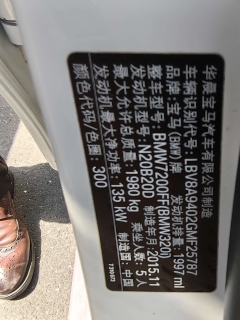 华晨宝马汽车有限公司制造
车辆识别代号: LBV8A9402GMF25787
品牌: 宝马(BMW)牌 发动机排量: 1997 ml
整车型号: BMW7200FF(BMW320i)
最大允许总质量: 1980 kg 乘坐人数: 5人
发动机型号: N20B20D 制造年月: 2015.11
发动机最大净功率: 135 kW 制造国: 中国
颜色代码/色卡: 300